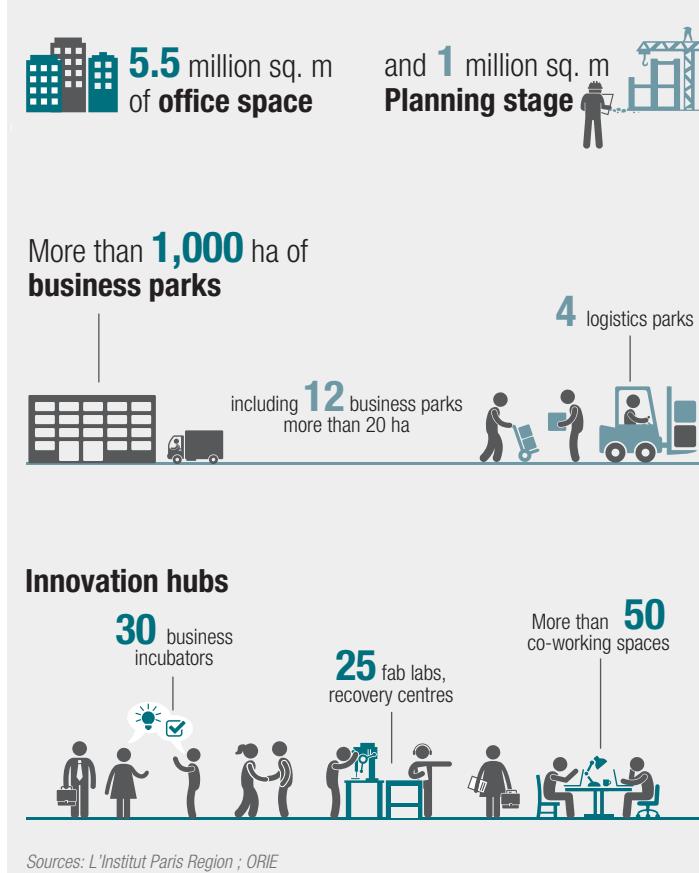 5.5 million sq. m
of office space
and 1 million sq. m
Planning stage
More than 1,000 ha of
business parks
4 logistics parks
including 12 business parks
more than 20 ha
Innovation hubs
30 business
incubators
25 fab labs,
recovery centres
More than 50
co-working spaces
Sources: L'Institut Paris Region ; ORIE